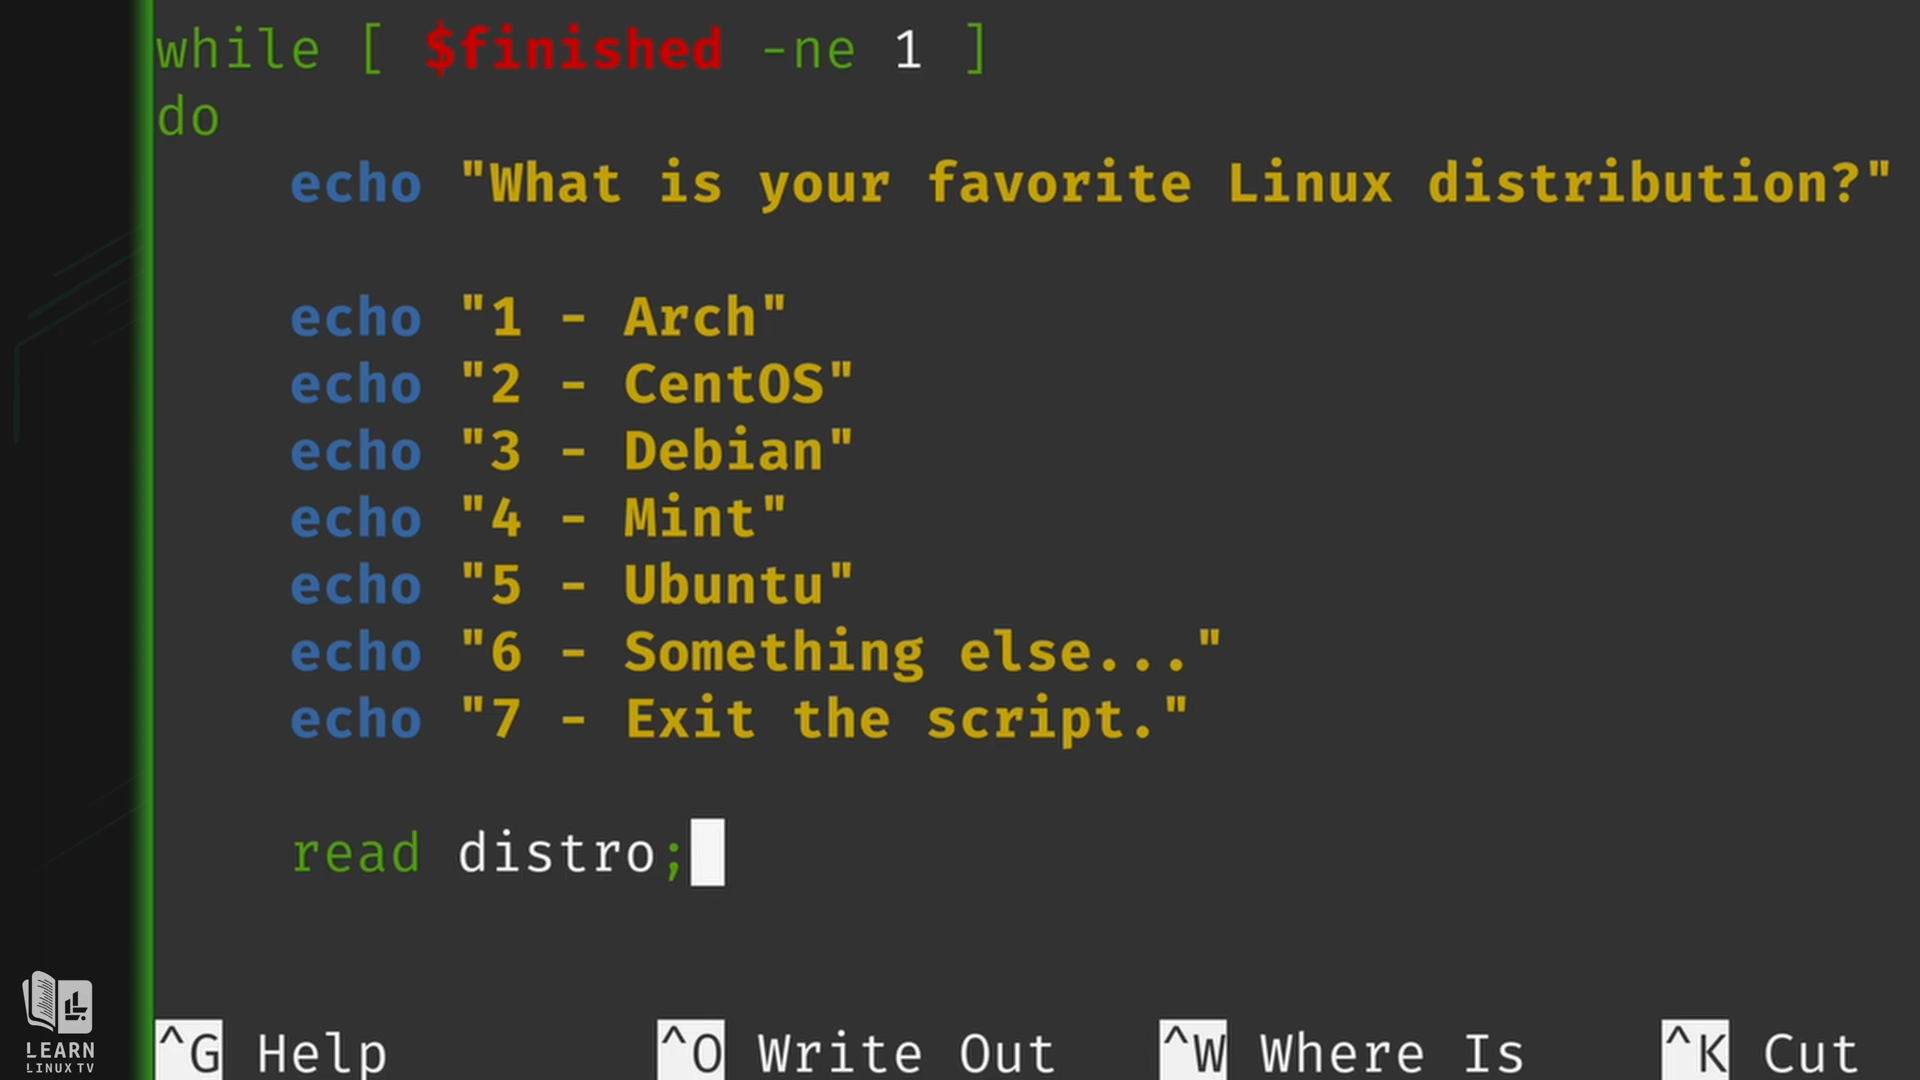 while [ $finished -ne 1 ]
do
    echo "What is your favorite Linux distribution?"

    echo "1 - Arch"
    echo "2 - CentOS"
    echo "3 - Debian"
    echo "4 - Mint"
    echo "5 - Ubuntu"
    echo "6 - Something else..."
    echo "7 - Exit the script."

    read distro;
^G Help ^O Write Out ^W Where Is ^K Cut
LEARN
LINUX TV